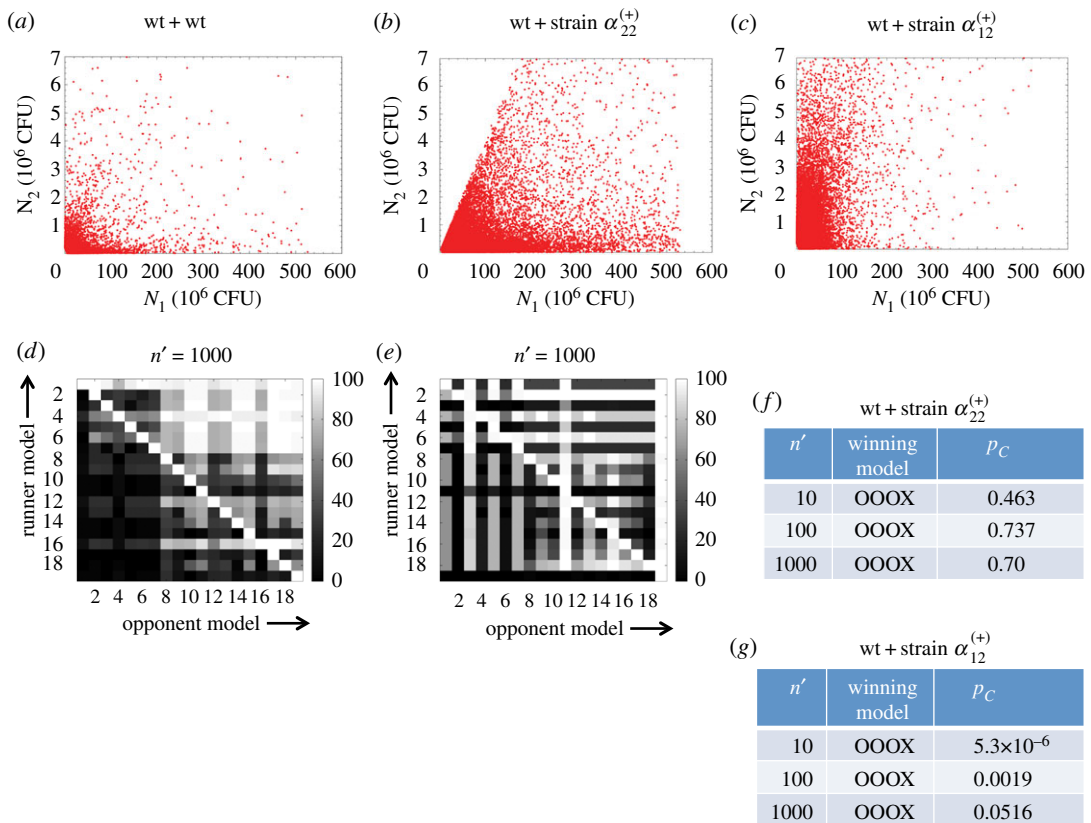 (a) wt + wt
7
6
5
4
3
2
1
N2 (10^6 CFU)
0 100 200 300 400 500 600
N1 (10^6 CFU)
(b) wt + strain α22^(+)
7
6
5
4
3
2
1
N2 (10^6 CFU)
0 100 200 300 400 500 600
N1 (10^6 CFU)
(c) wt + strain α12^(+)
7
6
5
4
3
2
1
N2 (10^6 CFU)
0 100 200 300 400 500 600
N1 (10^6 CFU)
(d) n' = 1000
runner model
2
4
6
8
10
12
14
16
18
2 4 6 8 10 12 14 16 18
opponent model
100
80
60
40
20
0
(e) n' = 1000
runner model
2
4
6
8
10
12
14
16
18
2 4 6 8 10 12 14 16 18
opponent model
100
80
60
40
20
0
(f) wt + strain α22^(+)
n' winning model pC
10 OOOX 0.463
100 OOOX 0.737
1000 OOOX 0.70
(g) wt + strain α12^(+)
n' winning model pC
10 OOOX 5.3×10^–6
100 OOOX 0.0019
1000 OOOX 0.0516